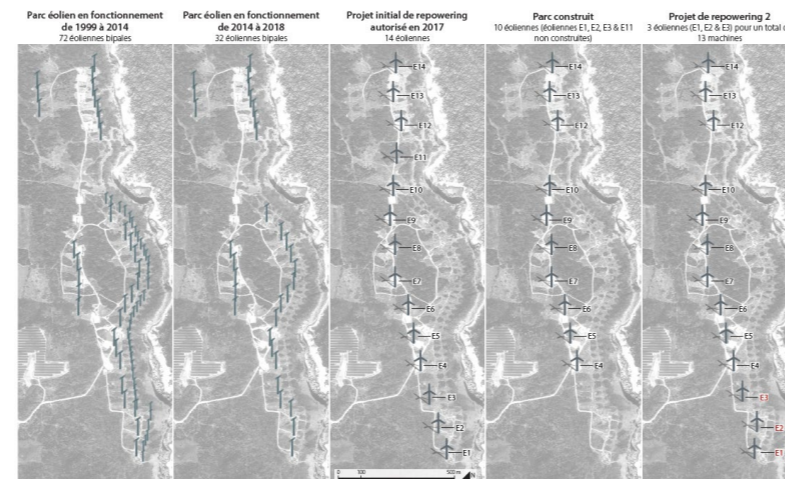 Parc éolien en fonctionnement
de 1999 à 2014
72 éoliennes bipales
Parc éolien en fonctionnement
de 2014 à 2018
32 éoliennes bipales
Projet initial de repowering
autorisé en 2017
14 éoliennes
Parc construit
10 éoliennes (éoliennes E1, E2, E3 & E11
non construites)
Projet de repowering 2
3 éoliennes (E1, E2 & E3) pour un total d
13 machines
E14
E13
E12
E11
E10
E9
E8
E7
E6
E5
E4
E3
E2
E1
0 100 500 m
N
E14
E13
E12
E10
E9
E8
E7
E6
E5
E4
E14
E13
E12
E10
E9
E8
E7
E6
E5
E4
E3
E2
E1